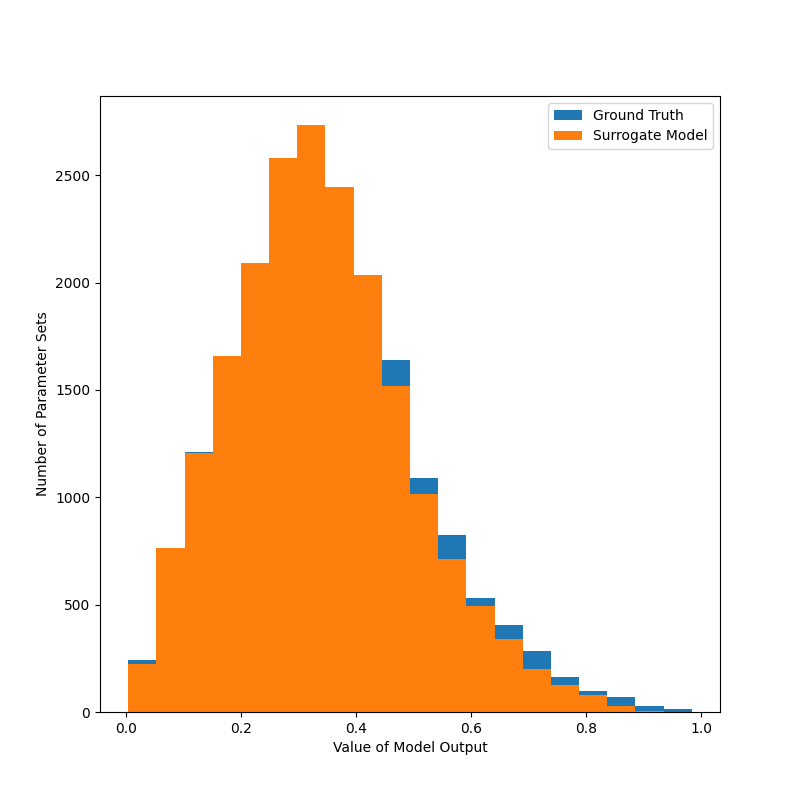 Ground Truth
Surrogate Model
2500
2000
1500
1000
500
0
Number of Parameter Sets
0.0 0.2 0.4 0.6 0.8 1.0
Value of Model Output